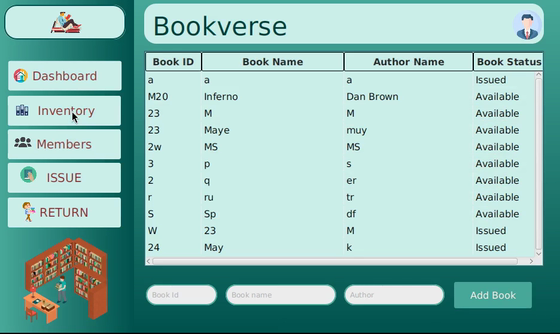 Bookverse
Dashboard
Inventory
Members
ISSUE
RETURN
Book ID Book Name Author Name Book Status
a a a Issued
M20 Inferno Dan Brown Available
23 M M Available
23 Maye muy Available
2w MS MS Available
3 p s Available
2 q er Available
r ru tr Available
S Sp df Available
W 23 M Issued
24 May k Issued
Book Id Book name Author Add Book